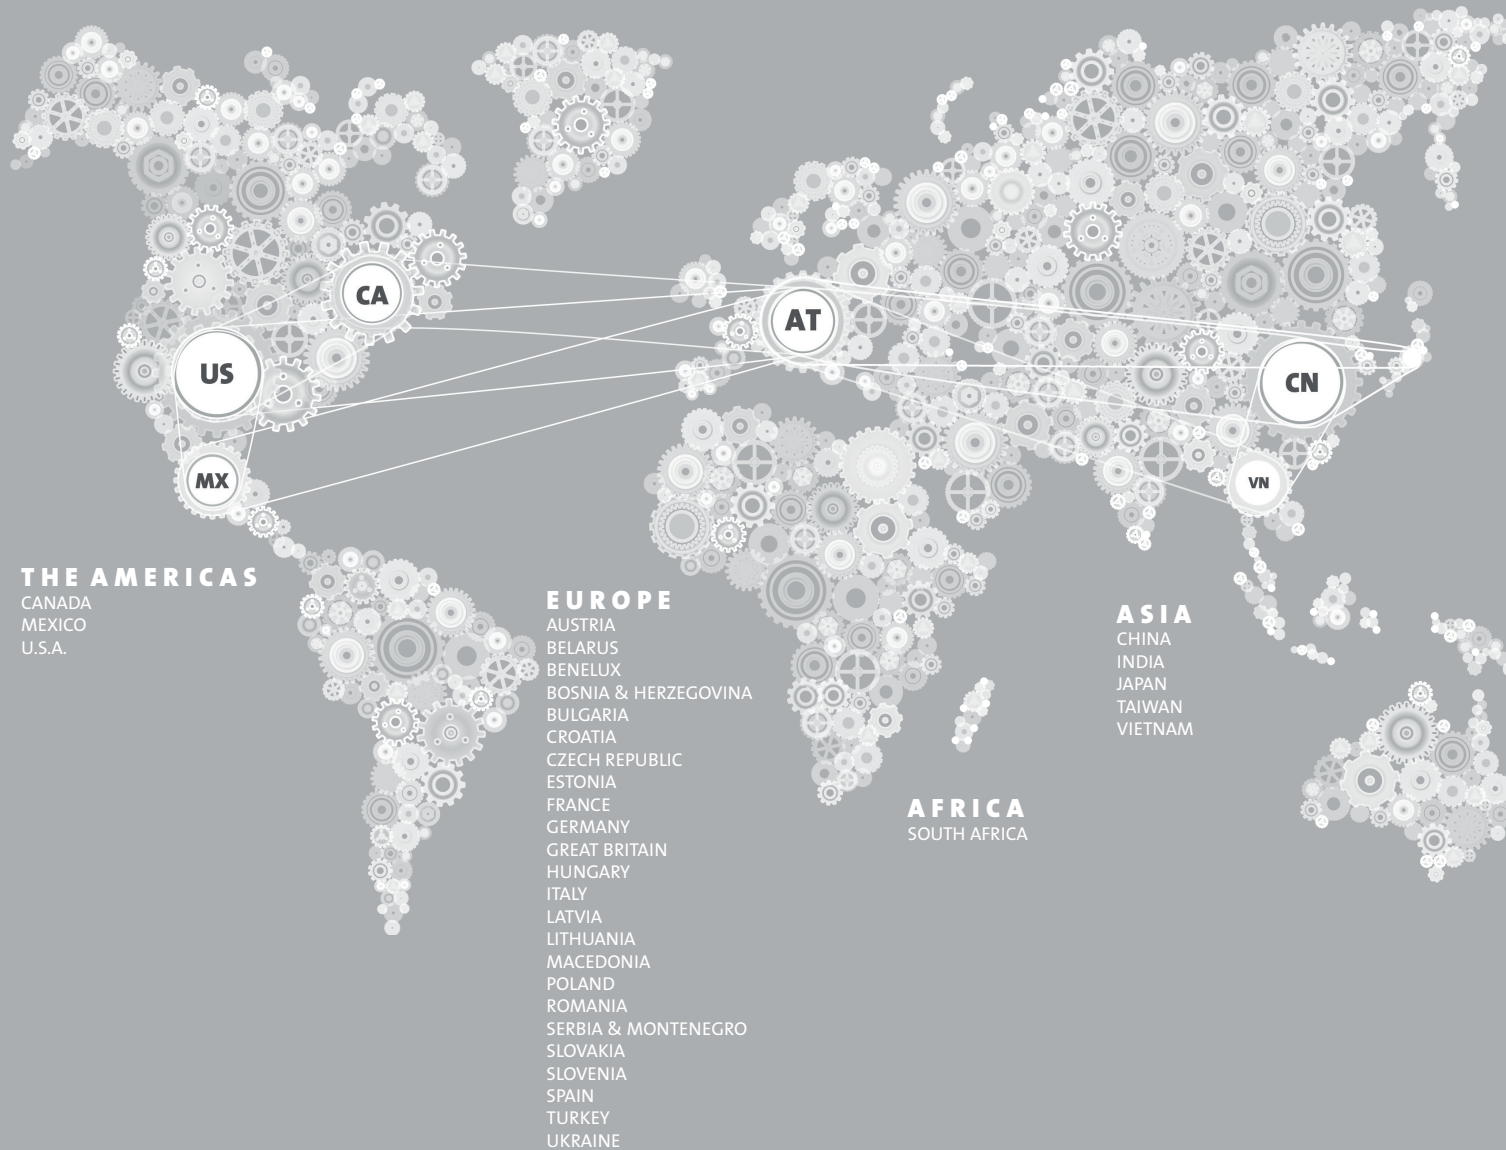 CA
AT
US
CN
MX
VN
THE AMERICAS
CANADA
MEXICO
U.S.A.
EUROPE
AUSTRIA
BELARUS
BENELUX
BOSNIA & HERZEGOVINA
BULGARIA
CROATIA
CZECH REPUBLIC
ESTONIA
FRANCE
GERMANY
GREAT BRITAIN
HUNGARY
ITALY
LATVIA
LITHUANIA
MACEDONIA
POLAND
ROMANIA
SERBIA & MONTENEGRO
SLOVAKIA
SLOVENIA
SPAIN
TURKEY
UKRAINE
ASIA
CHINA
INDIA
JAPAN
TAIWAN
VIETNAM
AFRICA
SOUTH AFRICA